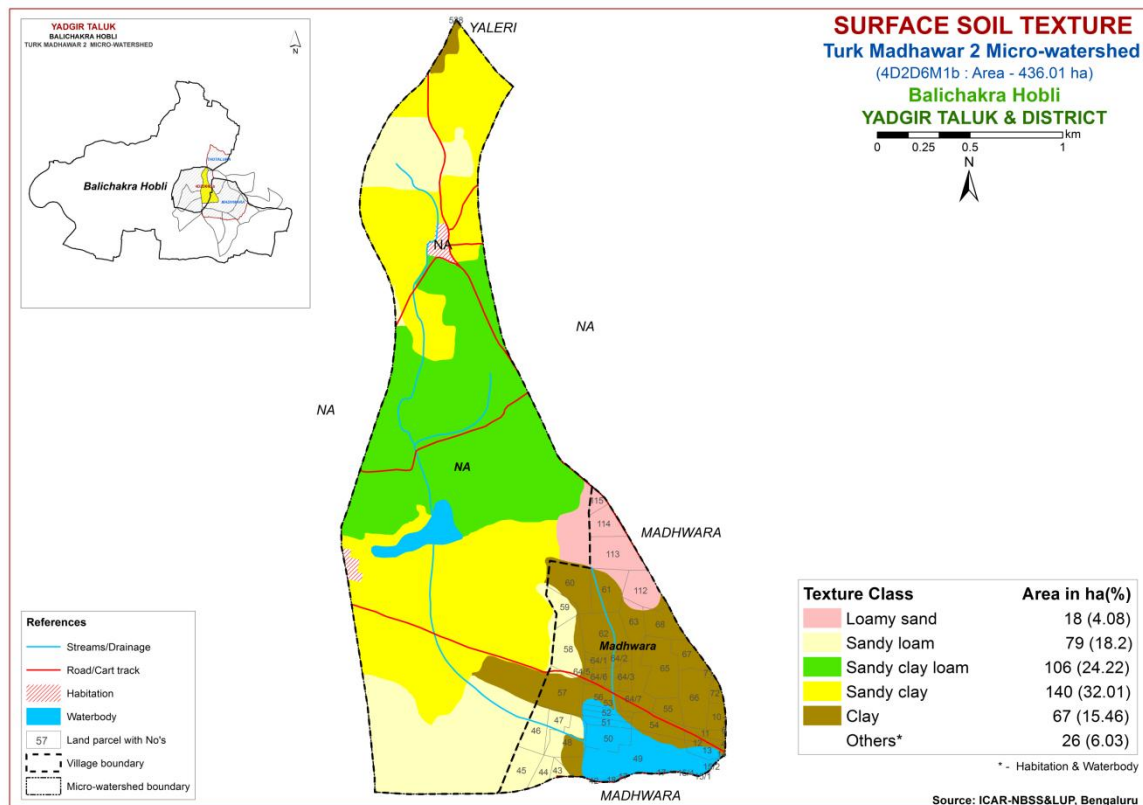 YADGIR TALUK
BALICHAKRA HOBLI
TURK MADHAWAR 2 MICRO-WATERSHED
N
Balichakra Hobli
SURFACE SOIL TEXTURE
Turk Madhawar 2 Micro-watershed
(4D2D6M1b : Area - 436.01 ha)
Balichakra Hobli
YADGIR TALUK & DISTRICT
km
0 0.25 0.5 1
N
YALERI
NA
NA
NA
NA
MADHWARA
115
114
113
112
60
61
59
62
63
68
58
Madhwara
67
64/1
64/2
65
64/6
64/3
66
57
56
64/7
55
53
52
51
47
46
48
50
54
49
45
44
43
10
11
12
13
MADHWARA
References
Streams/Drainage
Road/Cart track
Habitation
Waterbody
57 Land parcel with No's
Village boundary
Micro-watershed boundary
Texture Class Area in ha(%)
Loamy sand 18 (4.08)
Sandy loam 79 (18.2)
Sandy clay loam 106 (24.22)
Sandy clay 140 (32.01)
Clay 67 (15.46)
Others* 26 (6.03)
* - Habitation & Waterbody
Source: ICAR-NBSS&LUP, Bengaluru